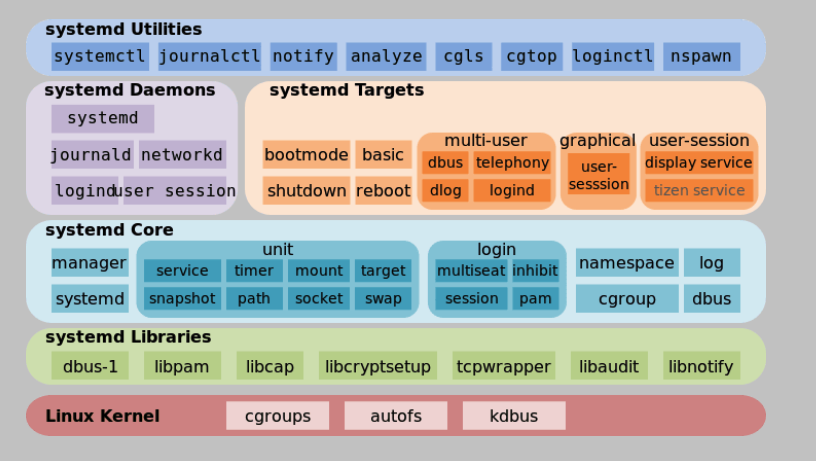 systemd Utilities
systemctl journalctl notify analyze cgls cgtop loginctl nspawn
systemd Daemons
systemd
journald networkd
logind user session
systemd Targets
bootmode basic
shutdown reboot
multi-user
dbus telephony
dlog logind
graphical
user-
sesssion
user-session
display service
tizen service
systemd Core
manager
systemd
unit
service timer mount target
snapshot path socket swap
login
multiseat inhibit
session pam
namespace log
cgroup dbus
systemd Libraries
dbus-1 libpam libcap libcryptsetup tcpwrapper libaudit libnotify
Linux Kernel cgroups autofs kdbus